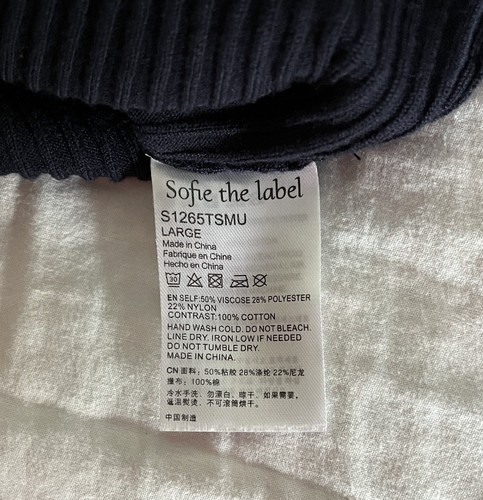 Sofie the label
S1265TSMU
LARGE
Made in China
Fabrique en Chine
Hecho en China
30
EN SELF:50% VISCOSE 28% POLYESTER
22% NYLON
CONTRAST:100% COTTON
HAND WASH COLD. DO NOT BLEACH.
LINE DRY. IRON LOW IF NEEDED
DO NOT TUMBLE DRY.
MADE IN CHINA.
CN 面料：50%粘胶 28%涤纶 22%尼龙
撞布：100%棉
冷水手洗、勿漂白、晾干、如果需要，
低温熨烫、不可滚筒烘干。
中国制造